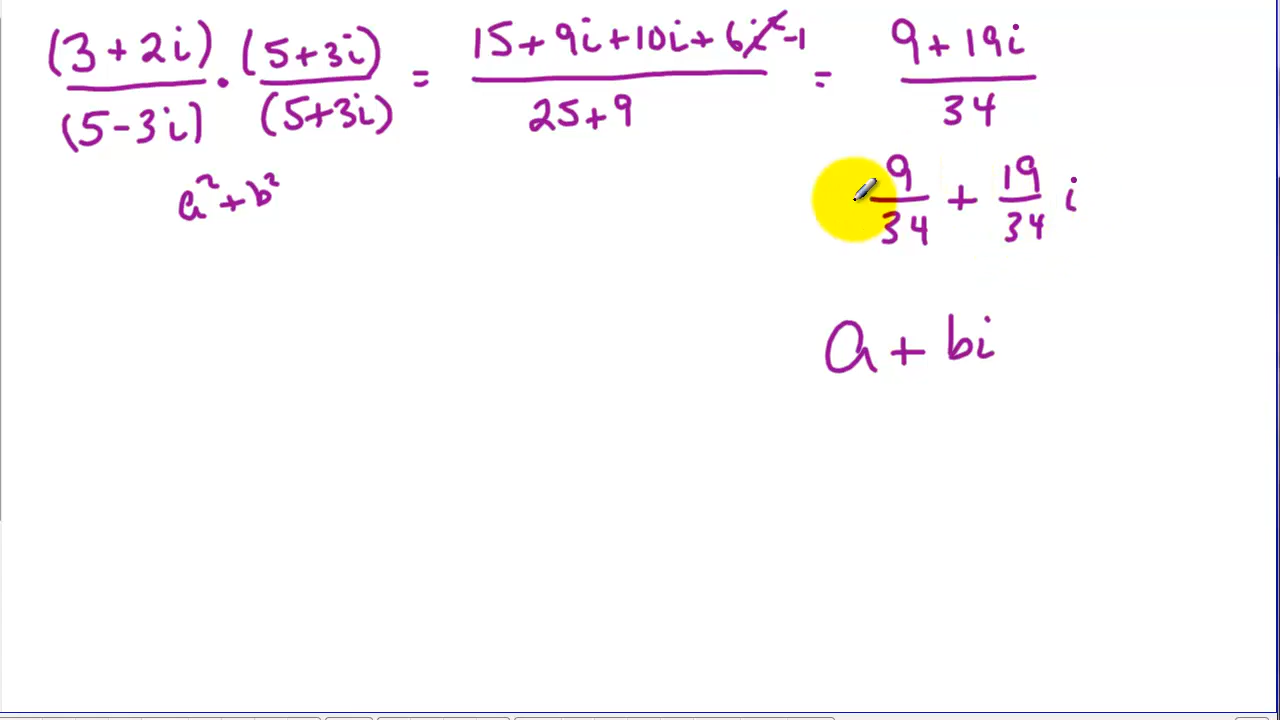 (3 + 2i) / (5 - 3i) · (5+3i) / (5+3i) = 15 + 9i + 10i + 6i² -1 / 25 + 9 = 9 + 19i / 34
a² + b²
9/34 + 19/34 i
a + bi